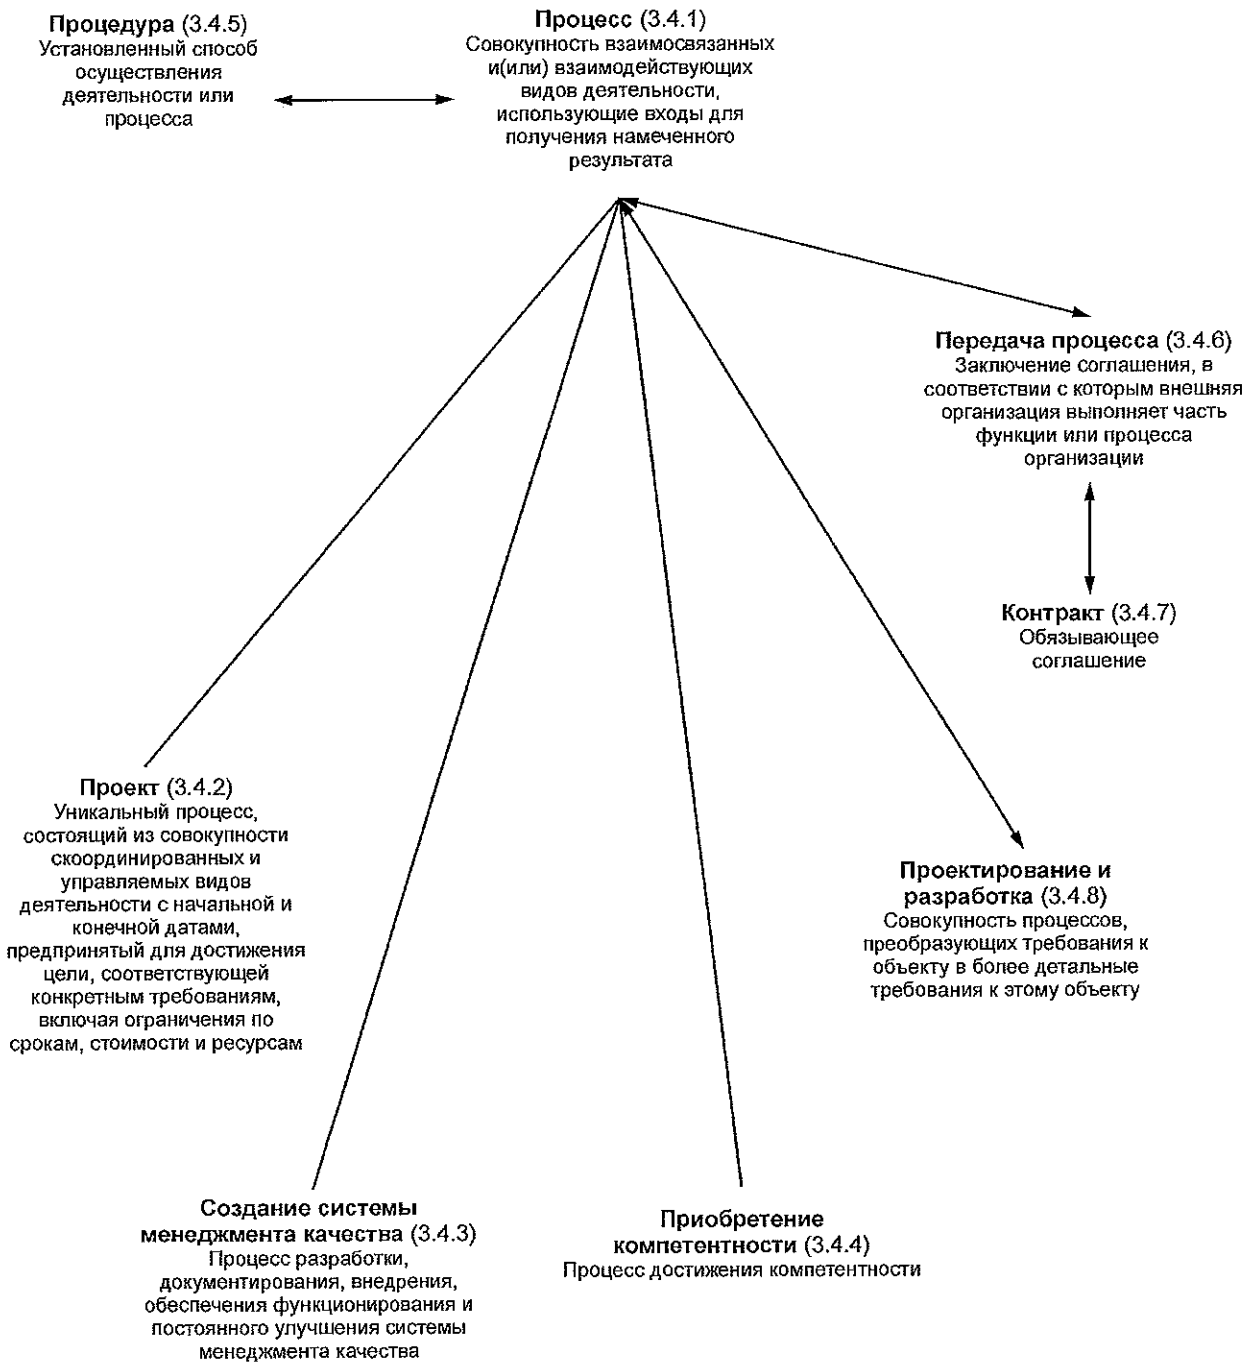 Процедура (3.4.5)
Установленный способ
осуществления
деятельности или
процесса
Процесс (3.4.1)
Совокупность взаимосвязанных
и(или) взаимодействующих
видов деятельности,
использующие входы для
получения намеченного
результата
Передача процесса (3.4.6)
Заключение соглашения, в
соответствии с которым внешняя
организация выполняет часть
функции или процесса
организации
Контракт (3.4.7)
Обязывающее
соглашение
Проект (3.4.2)
Уникальный процесс,
состоящий из совокупности
скоординированных и
управляемых видов
деятельности с начальной и
конечной датами,
предпринятый для достижения
цели, соответствующей
конкретным требованиям,
включая ограничения по
срокам, стоимости и ресурсам
Проектирование и
разработка (3.4.8)
Совокупность процессов,
преобразующих требования к
объекту в более детальные
требования к этому объекту
Создание системы
менеджмента качества (3.4.3)
Процесс разработки,
документирования, внедрения,
обеспечения функционирования и
постоянного улучшения системы
менеджмента качества
Приобретение
компетентности (3.4.4)
Процесс достижения компетентности